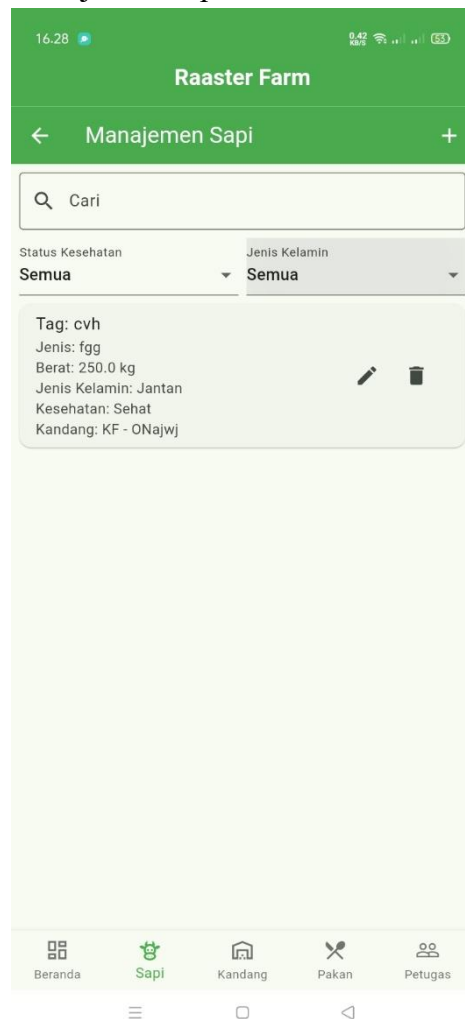 16.28
0.42
KB/S
53
Raaster Farm
Manajemen Sapi
Cari
Status Kesehatan
Jenis Kelamin
Semua
Semua
Tag: cvh
Jenis: fgg
Berat: 250.0 kg
Jenis Kelamin: Jantan
Kesehatan: Sehat
Kandang: KF - ONajwj
Beranda
Sapi
Kandang
Pakan
Petugas